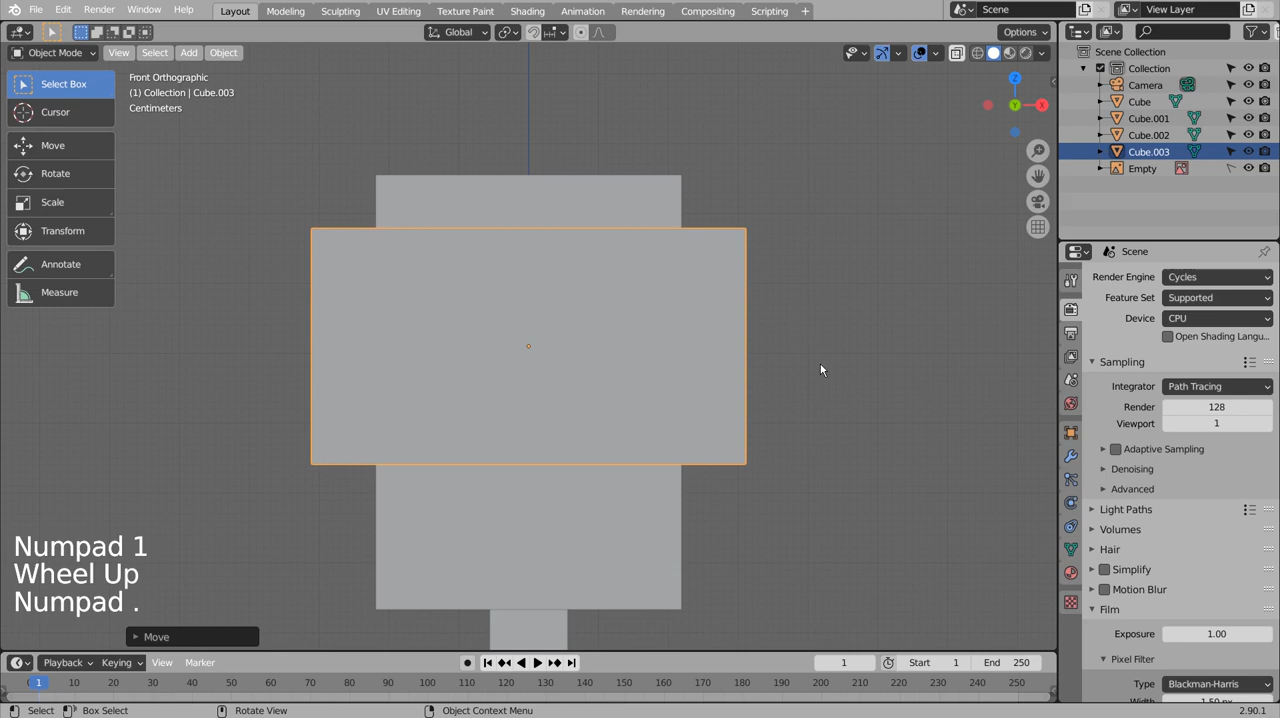 File Edit Render Window Help Layout Modeling Sculpting UV Editing Texture Paint Shading Animation Rendering Compositing Scripting + Scene View Layer
Global Options
Object Mode View Select Add Object
Select Box
Cursor
Move
Rotate
Scale
Transform
Annotate
Measure
Front Orthographic
(1) Collection | Cube.003
Centimeters
Z
Y
X
Numpad 1
Wheel Up
Numpad .
Move
Scene Collection
Collection
Camera
Cube
Cube.001
Cube.002
Cube.003
Empty
Scene
Render Engine Cycles
Feature Set Supported
Device CPU
Open Shading Langu...
Sampling
Integrator Path Tracing
Render 128
Viewport 1
Adaptive Sampling
Denoising
Advanced
Light Paths
Volumes
Hair
Simplify
Motion Blur
Film
Exposure 1.00
Pixel Filter
Type Blackman-Harris
Playback Keying View Marker 1 Start 1 End 250
1 10 20 30 40 50 60 70 80 90 100 110 120 130 140 150 160 170 180 190 200 210 220 230 240 250
Select Box Select Rotate View Object Context Menu 2.90.1